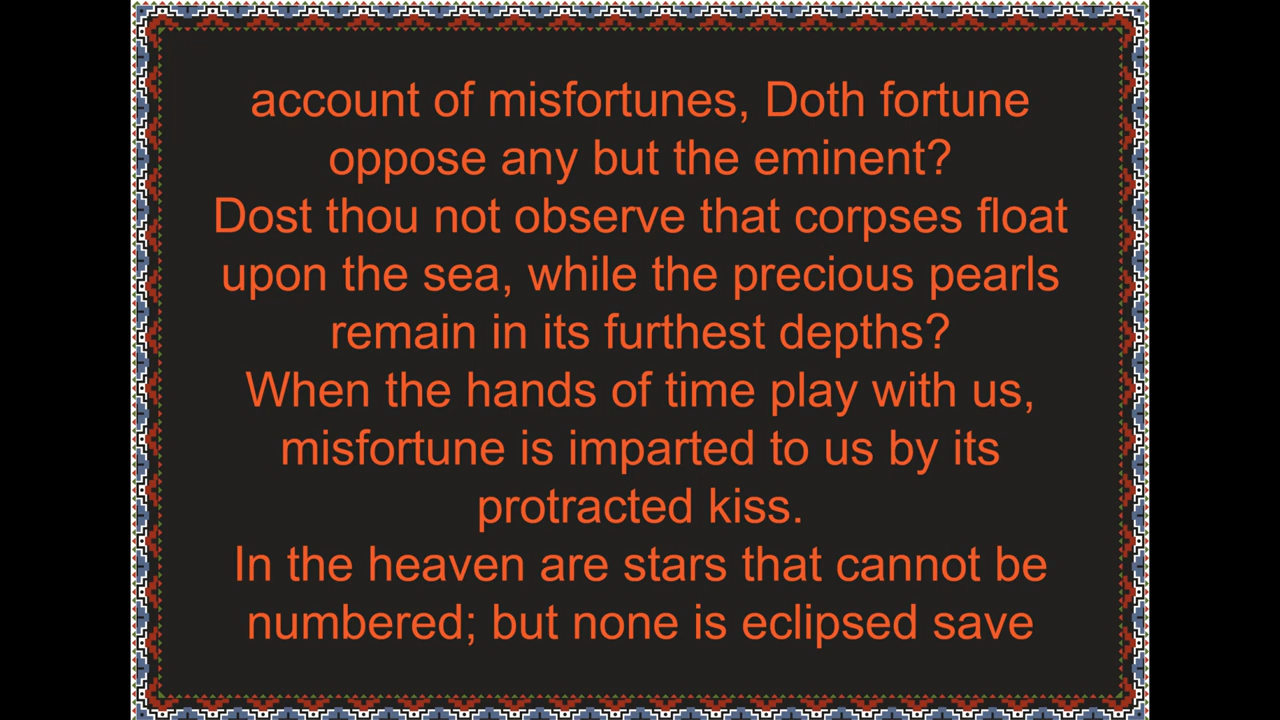 account of misfortunes, Doth fortune
oppose any but the eminent?
Dost thou not observe that corpses float
upon the sea, while the precious pearls
remain in its furthest depths?
When the hands of time play with us,
misfortune is imparted to us by its
protracted kiss.
In the heaven are stars that cannot be
numbered; but none is eclipsed save